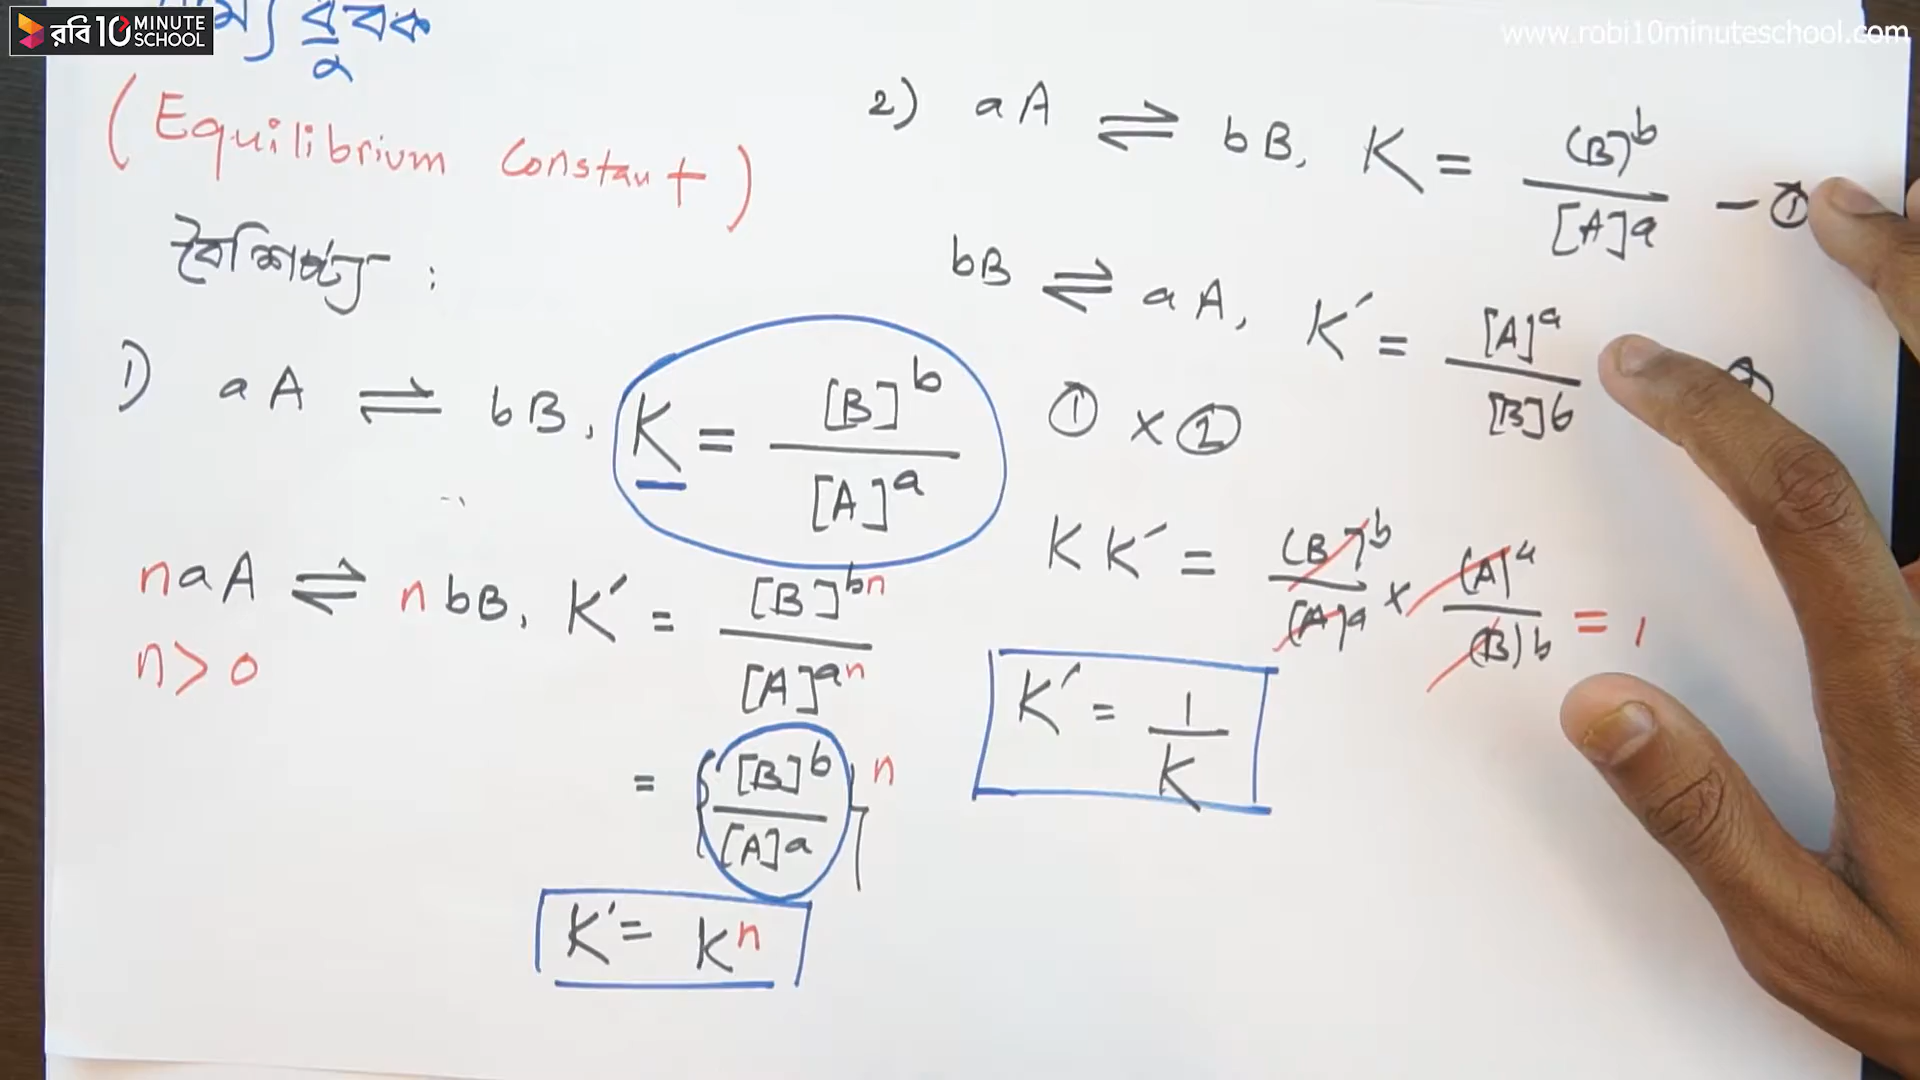 রবি 10 MINUTE SCHOOL
www.robi10minuteschool.com
ধ্রুবক
(Equilibrium Constant)
বৈশিষ্ট্য :
1) aA ⇌ bB, K = [B]^b / [A]^a
naA ⇌ nbB, K′ = [B]^bn / [A]^an
n > 0
= {[B]^b / [A]^a}^n
K′ = K^n
2) aA ⇌ bB, K = (B]^b / [A]^a – ①
bB ⇌ aA, K′ = [A]^a / [B]^b
① × ②
KK′ = (B]^b / [A]^a × (A]^a / (B)^b = 1
K′ = 1 / K